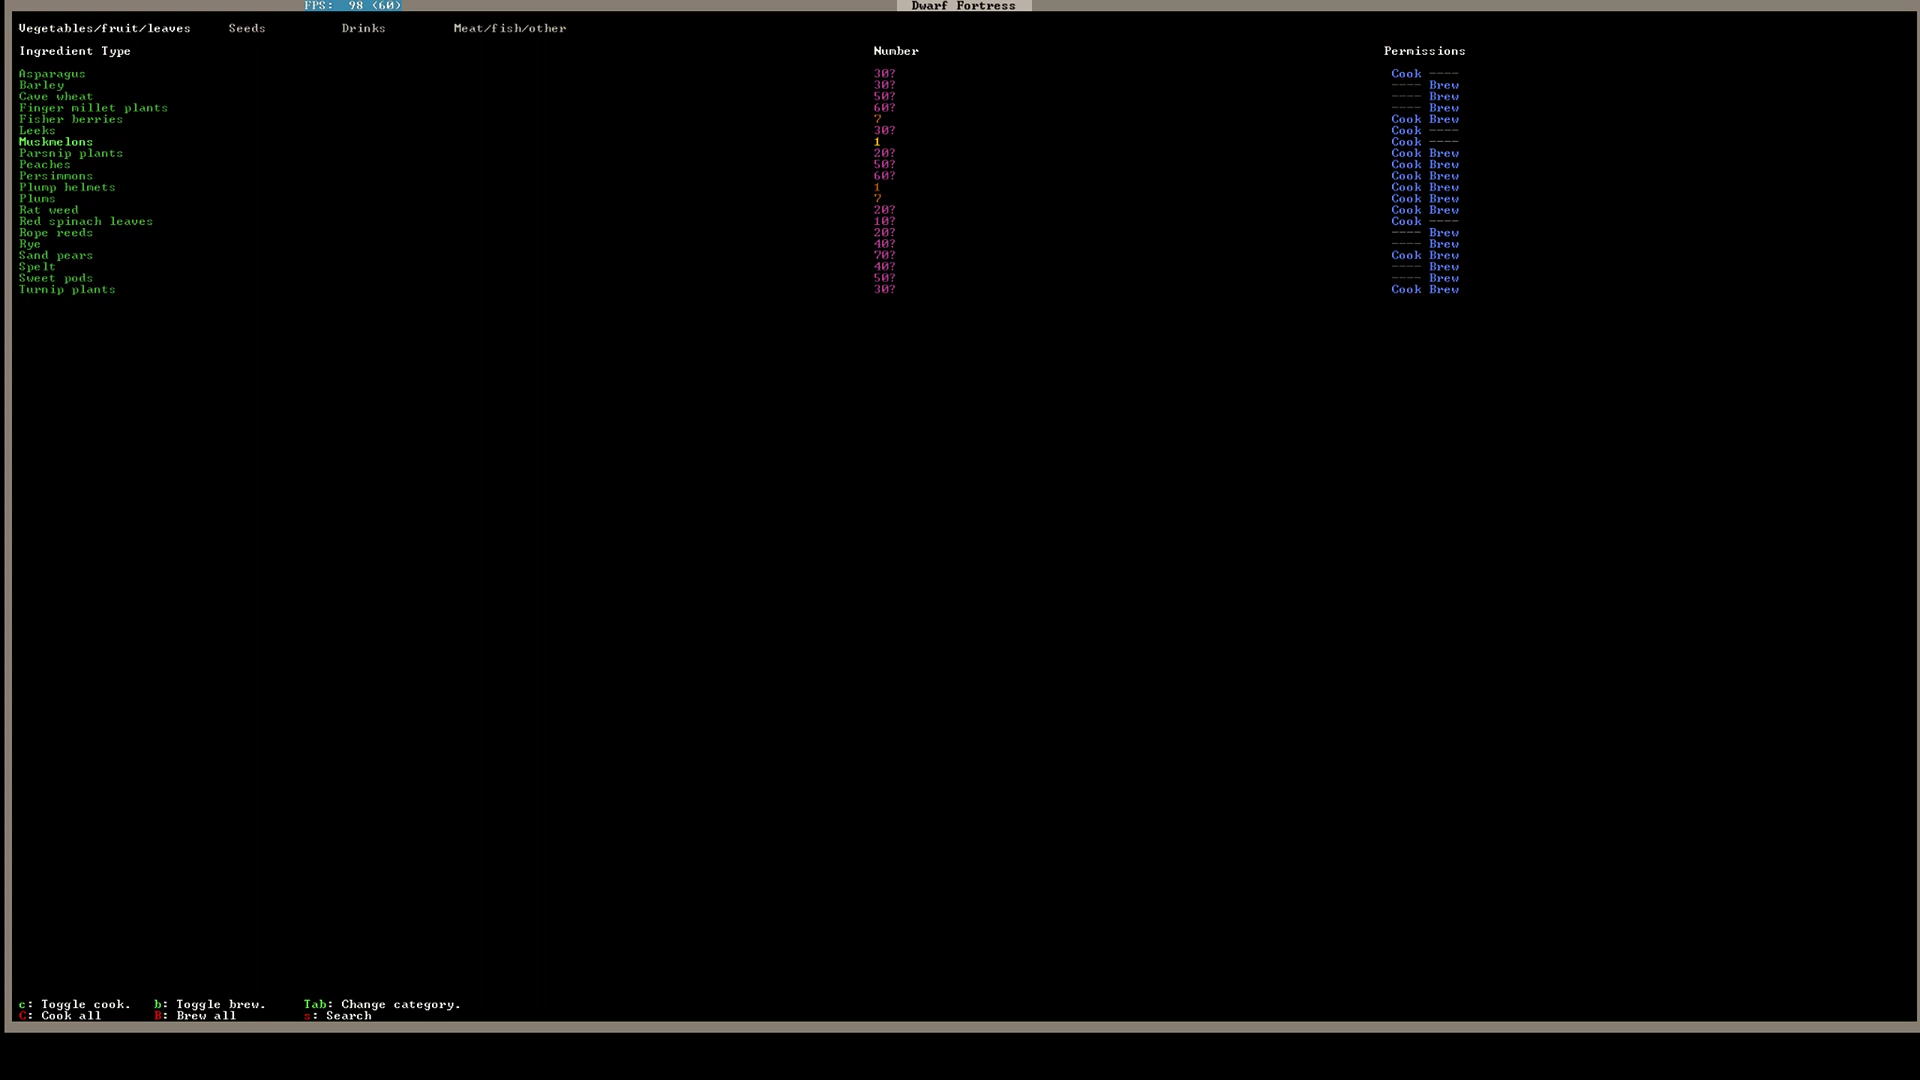 FPS: 98 (60) Dwarf Fortress
Vegetables/fruit/leaves Seeds Drinks Meat/fish/other
Ingredient Type Number Permissions
Asparagus 30? Cook ----
Barley 30? ---- Brew
Cave wheat 50? ---- Brew
Finger millet plants 60? ---- Brew
Fisher berries 7 Cook Brew
Leeks 30? Cook ----
Muskmelons 1 Cook ----
Parsnip plants 20? Cook Brew
Peaches 50? Cook Brew
Persimmons 60? Cook Brew
Plump helmets 1 Cook Brew
Plums 7 Cook Brew
Rat weed 20? Cook Brew
Red spinach leaves 10? Cook ----
Rope reeds 20? ---- Brew
Rye 40? ---- Brew
Sand pears 70? Cook Brew
Spelt 40? ---- Brew
Sweet pods 50? ---- Brew
Turnip plants 30? Cook Brew
c: Toggle cook. b: Toggle brew. Tab: Change category.
C: Cook all B: Brew all s: Search